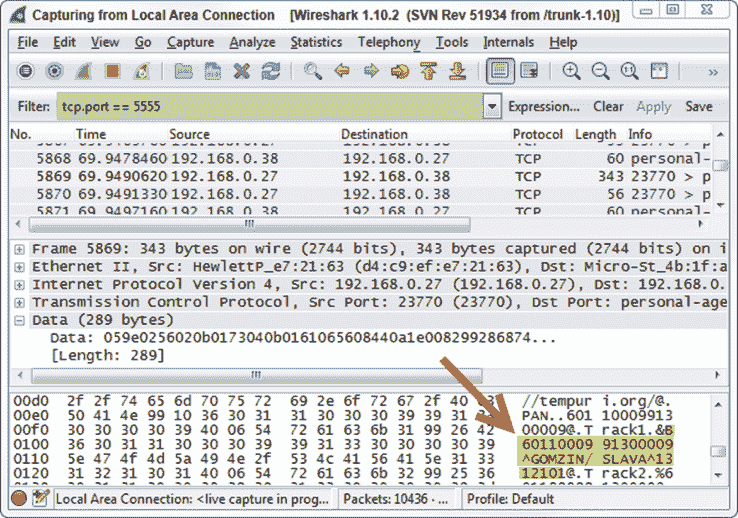 Capturing from Local Area Connection [Wireshark 1.10.2 (SVN Rev 51934 from /trunk-1.10)]
File Edit View Go Capture Analyze Statistics Telephony Tools Internals Help
Filter: tcp.port == 5555 Expression... Clear Apply Save
No. Time Source Destination Protocol Length Info
5868 69.9478460 192.168.0.38 192.168.0.27 TCP 60 personal-
5869 69.9490620 192.168.0.27 192.168.0.38 TCP 343 23770 > p
5870 69.9491330 192.168.0.27 192.168.0.38 TCP 56 23770 > p
5871 69.9497160 192.168.0.38 192.168.0.27 TCP 60 personal-
Frame 5869: 343 bytes on wire (2744 bits), 343 bytes captured (2744 bits) on i
Ethernet II, Src: HewlettP_e7:21:63 (d4:c9:ef:e7:21:63), Dst: Micro-St_4b:1f:a
Internet Protocol Version 4, Src: 192.168.0.27 (192.168.0.27), Dst: 192.168.0.
Transmission Control Protocol, Src Port: 23770 (23770), Dst Port: personal-age
Data (289 bytes)
Data: 059e0256020b0173040b0161065608440a1e008299286874...
[Length: 289]
00d0 2f 2f 74 65 6d 70 75 72 69 2e 6f 72 67 2f 40 //tempur i.org/@.
00e0 50 41 4e 99 10 36 30 31 31 30 30 30 39 39 31 PAN..601 10009913
00f0 30 30 30 30 39 40 06 54 72 61 63 6b 31 99 26 42 00009@.T rack1.&B
0100 36 30 31 31 30 30 30 39 39 31 33 30 30 30 30 39 60110009 91300009
0110 5e 47 4f 4d 5a 49 4e 2f 53 4c 41 56 41 5e 31 33 ^GOMZIN/ SLAVA^13
0120 31 32 31 30 31 40 06 54 72 61 63 6b 32 99 25 36 12101@.T rack2.%6
Local Area Connection: <live capture in prog... Packets: 10436 · ... Profile: Default